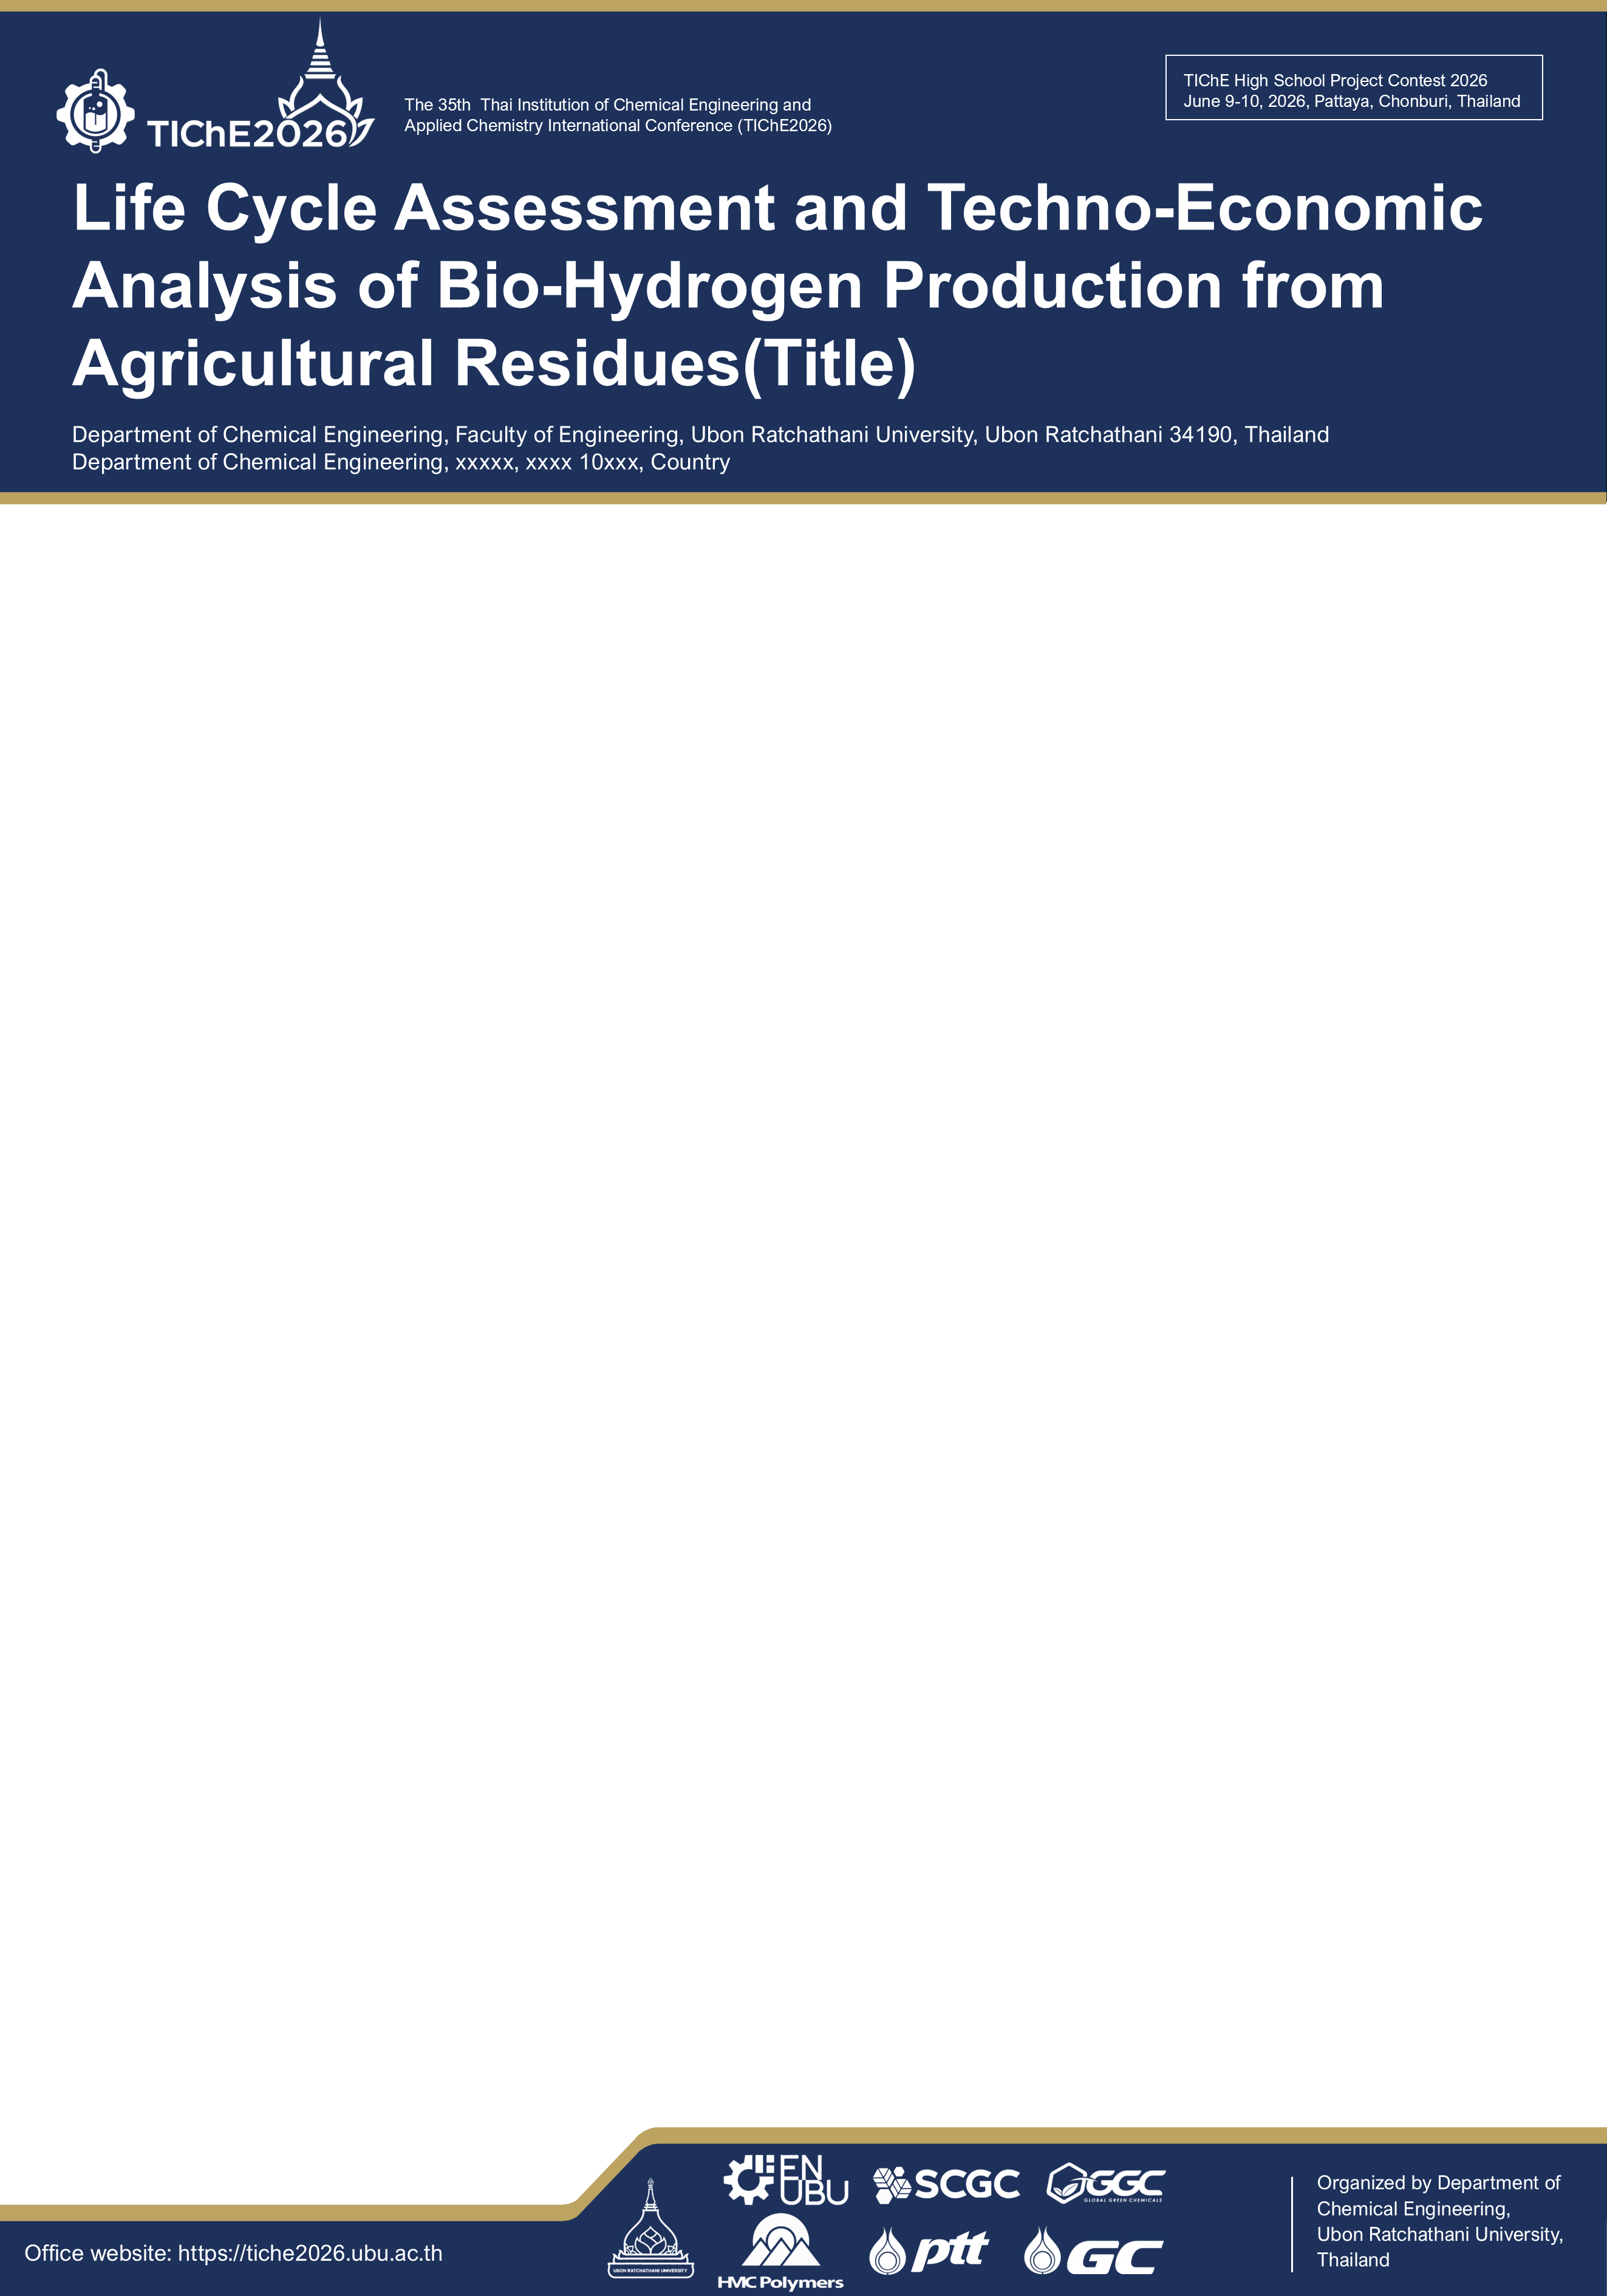 TIChE2026
The 35th  Thai Institution of Chemical Engineering and
Applied Chemistry International Conference (TIChE2026)
TIChE High School Project Contest 2026
June 9-10, 2026, Pattaya, Chonburi, Thailand
Life Cycle Assessment and Techno-Economic
Analysis of Bio-Hydrogen Production from
Agricultural Residues(Title)
Department of Chemical Engineering, Faculty of Engineering, Ubon Ratchathani University, Ubon Ratchathani 34190, Thailand
Department of Chemical Engineering, xxxxx, xxxx 10xxx, Country
Office website: https://tiche2026.ubu.ac.th
UBON RATCHATHANI UNIVERSITY
EN
UBU
SCGC
GGC
GLOBAL GREEN CHEMICALS
HMC Polymers
ptt
GC
Organized by Department of
Chemical Engineering,
Ubon Ratchathani University,
Thailand